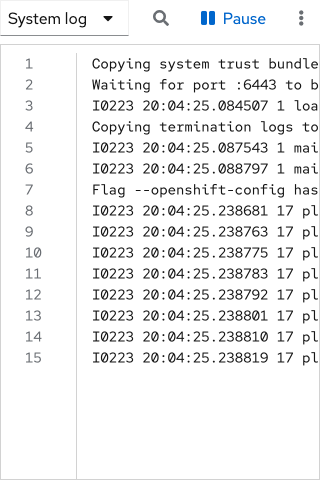 System log
Pause
1 Copying system trust bundle
2 Waiting for port :6443 to b
3 I0223 20:04:25.084507 1 loa
4 Copying termination logs to
5 I0223 20:04:25.087543 1 mai
6 I0223 20:04:25.088797 1 mai
7 Flag --openshift-config has
8 I0223 20:04:25.238681 17 pl
9 I0223 20:04:25.238763 17 pl
10 I0223 20:04:25.238775 17 pl
11 I0223 20:04:25.238783 17 pl
12 I0223 20:04:25.238792 17 pl
13 I0223 20:04:25.238801 17 pl
14 I0223 20:04:25.238810 17 pl
15 I0223 20:04:25.238819 17 pl